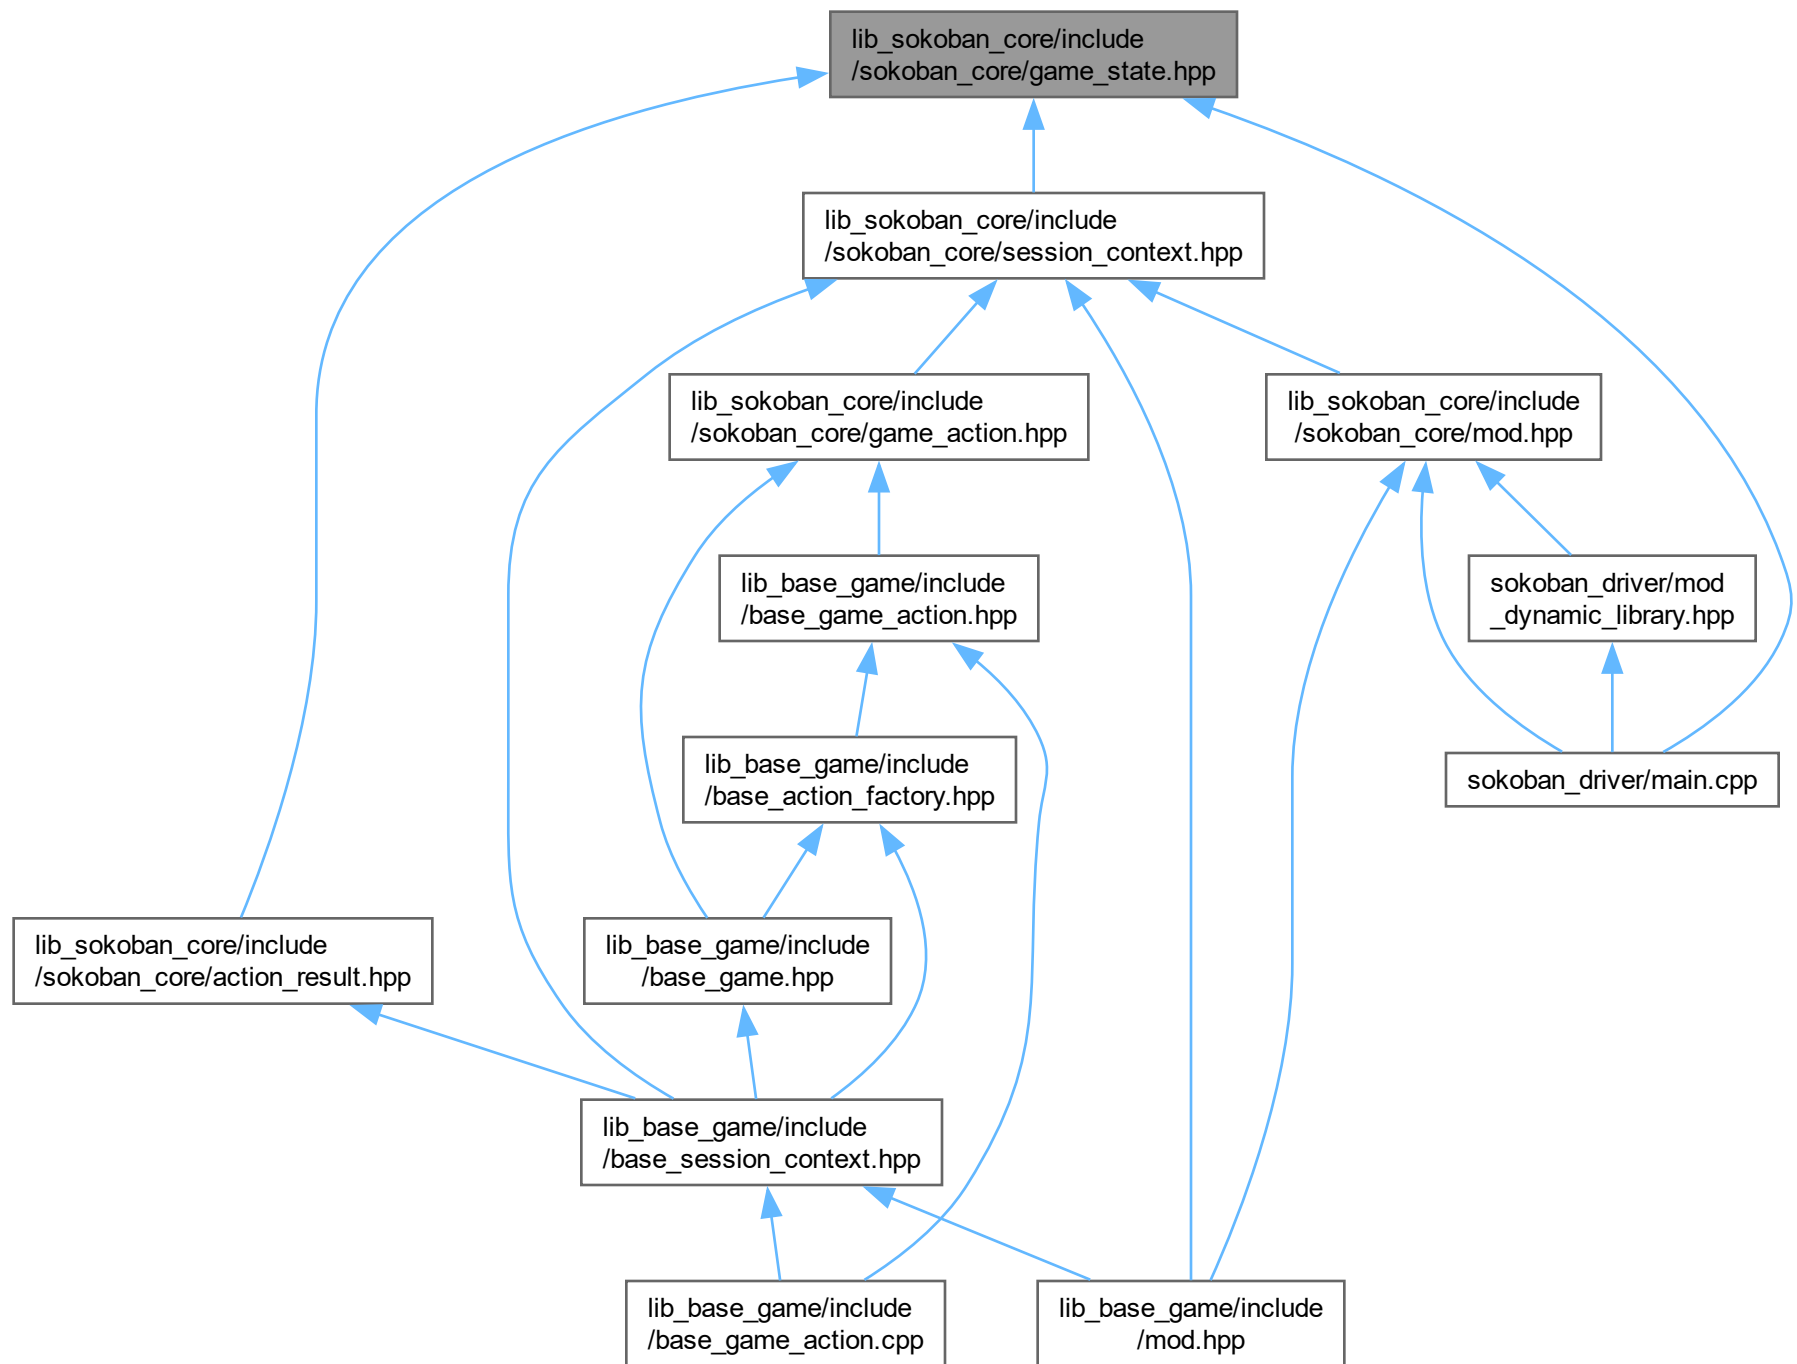 lib_sokoban_core/include
/sokoban_core/game_state.hpp
lib_sokoban_core/include
/sokoban_core/session_context.hpp
lib_sokoban_core/include
/sokoban_core/game_action.hpp
lib_sokoban_core/include
/sokoban_core/mod.hpp
lib_base_game/include
/base_game_action.hpp
sokoban_driver/mod
_dynamic_library.hpp
lib_base_game/include
/base_action_factory.hpp
sokoban_driver/main.cpp
lib_sokoban_core/include
/sokoban_core/action_result.hpp
lib_base_game/include
/base_game.hpp
lib_base_game/include
/base_session_context.hpp
lib_base_game/include
/base_game_action.cpp
lib_base_game/include
/mod.hpp